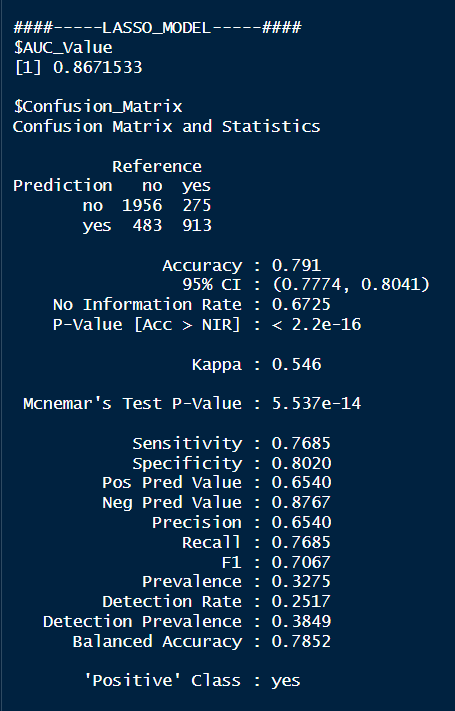 ####-----LASSO_MODEL-----####
$AUC_Value
[1] 0.8671533
$Confusion_Matrix
Confusion Matrix and Statistics
Reference
Prediction no yes
no 1956 275
yes 483 913
Accuracy : 0.791
95% CI : (0.7774, 0.8041)
No Information Rate : 0.6725
P-Value [Acc > NIR] : < 2.2e-16
Kappa : 0.546
Mcnemar's Test P-Value : 5.537e-14
Sensitivity : 0.7685
Specificity : 0.8020
Pos Pred Value : 0.6540
Neg Pred Value : 0.8767
Precision : 0.6540
Recall : 0.7685
F1 : 0.7067
Prevalence : 0.3275
Detection Rate : 0.2517
Detection Prevalence : 0.3849
Balanced Accuracy : 0.7852
'Positive' Class : yes